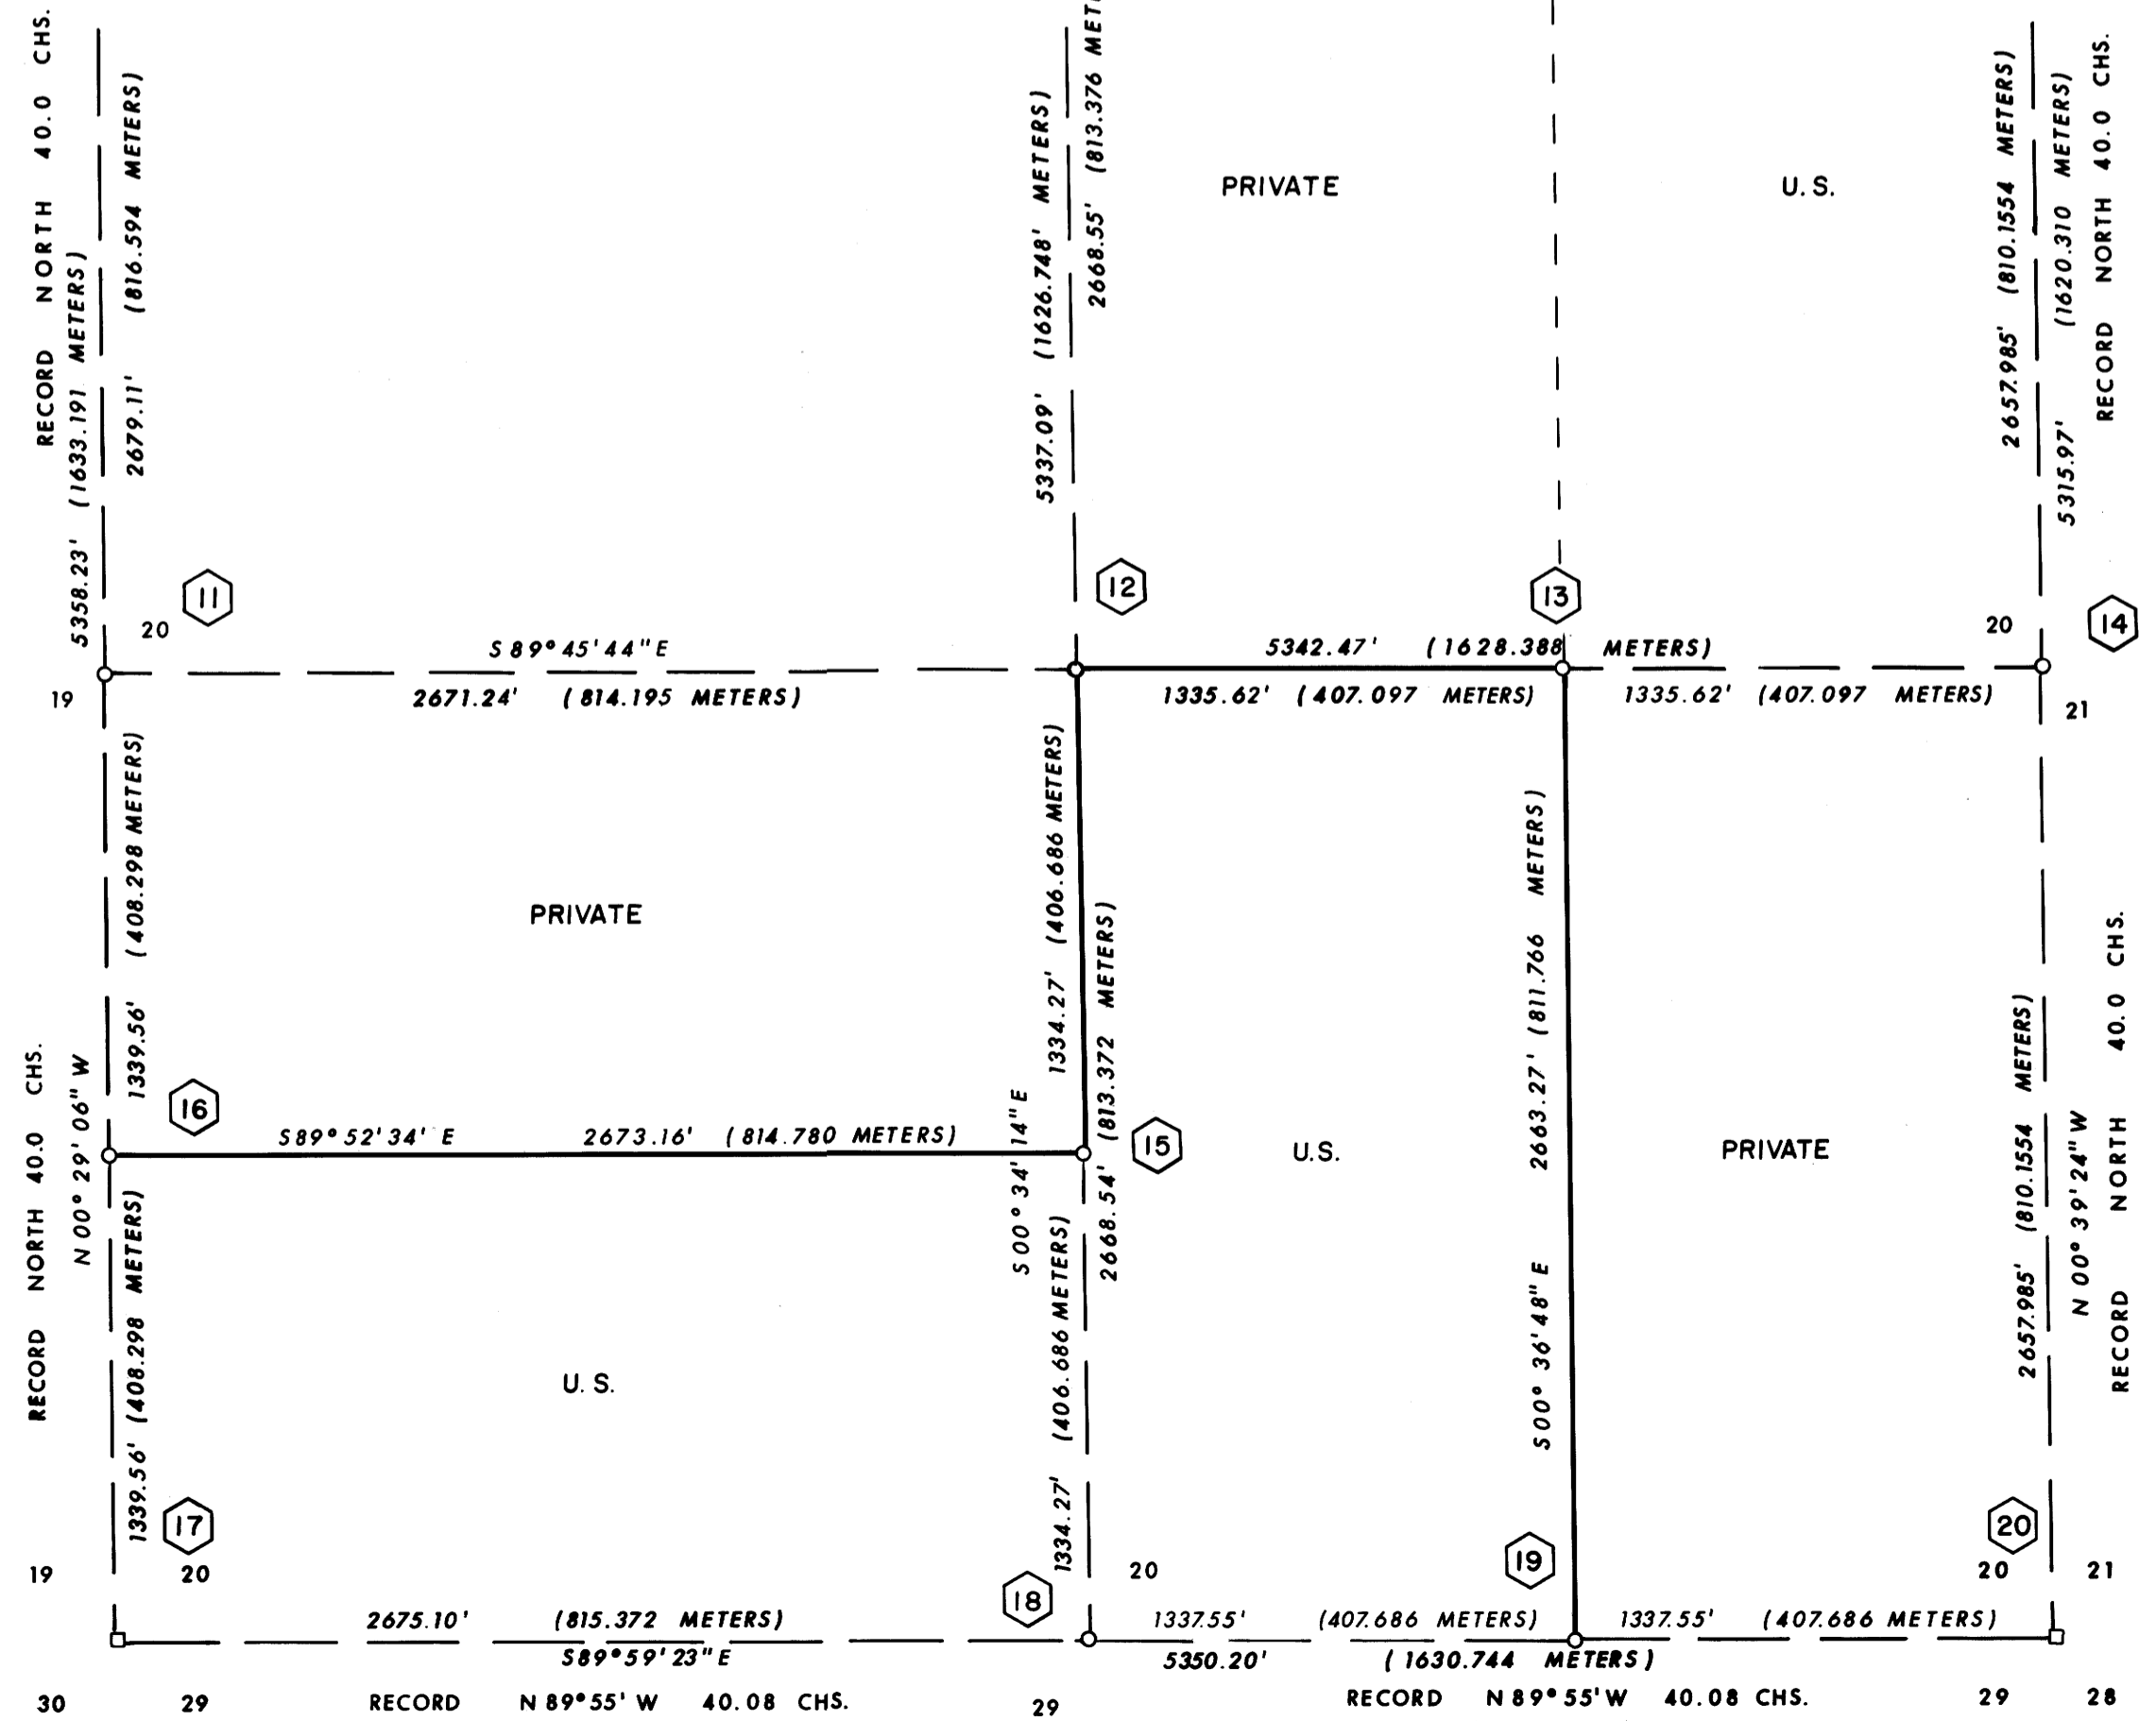 RECORD NORTH 40.0 CHS.
5358.23' (1633.191 METERS)
2679.11' (816.594 METERS)
5337.09' (1626.748' METERS)
2668.55' (813.376
PRIVATE
U.S.
2657.985' (810.1554 METERS)
5315.97' (1620.310 METERS)
RECORD NORTH 40.0 CHS.
20
11
12
13
20
14
S 89° 45' 44" E
5342.47' (1628.388 METERS)
19
2671.24' (814.195 METERS)
1335.62' (407.097 METERS)
1335.62' (407.097 METERS)
21
1339.56' (408.298 METERS)
PRIVATE
1334.27' (406.686 METERS)
2668.54' (813.372 METERS)
S 00° 34' 14" E
2663.27' (811.766 METERS)
S 00° 36' 48" E
RECORD NORTH 40.0 CHS.
N 00° 29' 06" W
16
S 89° 52' 34' E 2673.16' (814.780 METERS)
15
U.S.
PRIVATE
2657.985' (810.1554 METERS)
N 00° 39' 24" W
RECORD NORTH 40.0 CHS.
1339.56' (408.298 METERS)
U.S.
1334.27' (406.686 METERS)
17
18
19
20
19
20
20
20
21
2675.10' (815.372 METERS)
1337.55' (407.686 METERS)
1337.55' (407.686 METERS)
S 89° 59' 23" E
5350.20' (1630.744 METERS)
30
29
RECORD N 89° 55' W 40.08 CHS.
29
RECORD N 89° 55' W 40.08 CHS.
29
28